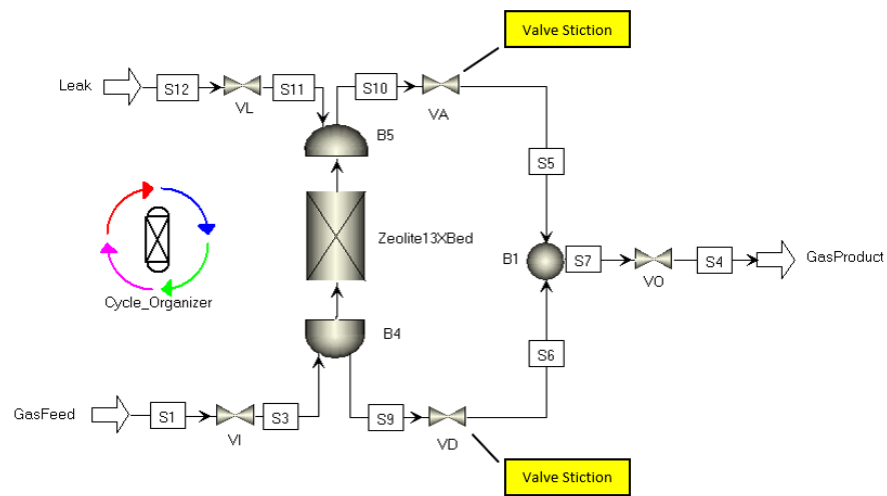 Valve Stiction
Leak
S12
S11
S10
VL
VA
B5
S5
Zeolite13XBed
B1
S7
S4
GasProduct
VO
Cycle_Organizer
B4
S6
GasFeed
S1
S3
S9
VI
VD
Valve Stiction